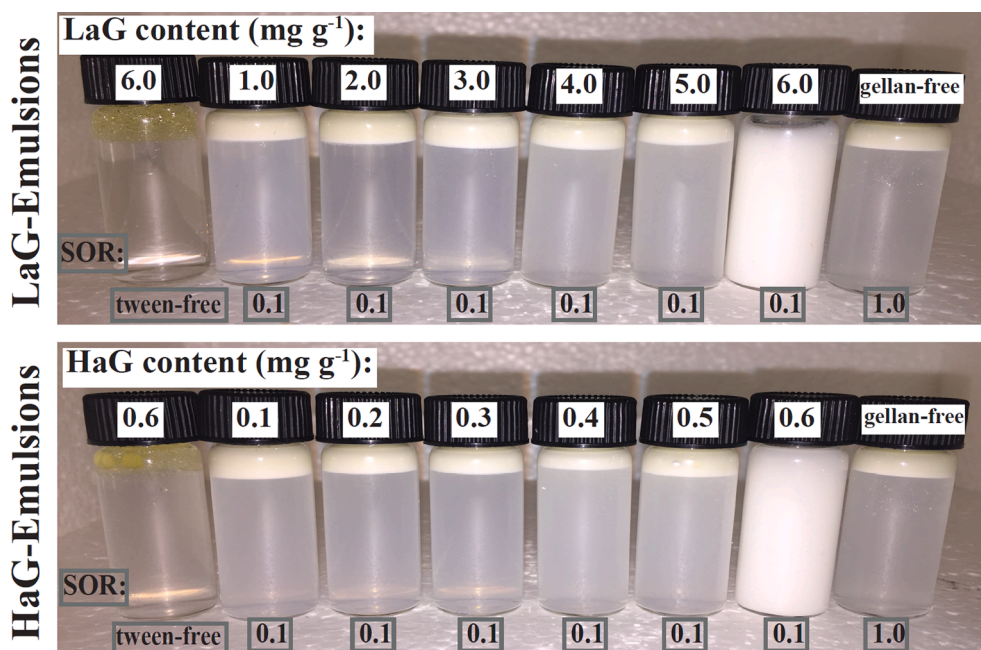 LaG-Emulsions
LaG content (mg g⁻¹):
6.0 1.0 2.0 3.0 4.0 5.0 6.0 gellan-free
SOR:
tween-free 0.1 0.1 0.1 0.1 0.1 0.1 1.0
HaG-Emulsions
HaG content (mg g⁻¹):
0.6 0.1 0.2 0.3 0.4 0.5 0.6 gellan-free
SOR:
tween-free 0.1 0.1 0.1 0.1 0.1 0.1 1.0